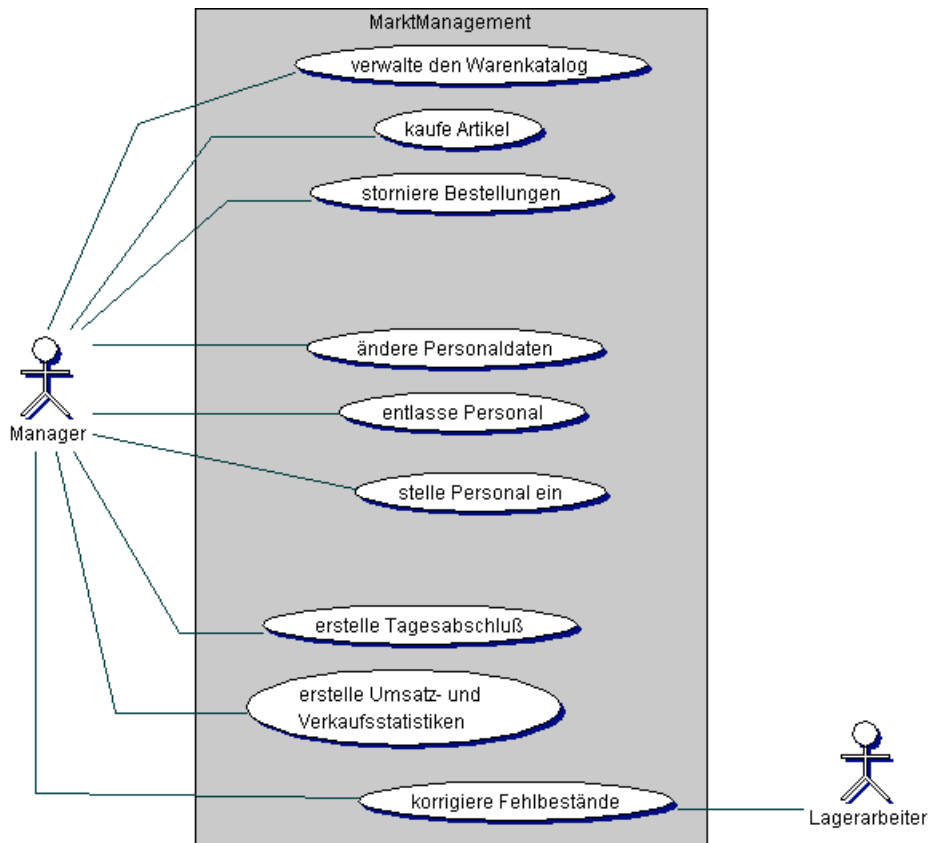 MarktManagement
verwalte den Warenkatalog
kaufe Artikel
storniere Bestellungen
ändere Personaldaten
entlasse Personal
Manager
stelle Personal ein
erstelle Tagesabschluß
erstelle Umsatz- und
Verkaufsstatistiken
korrigiere Fehlbestände
Lagerarbeiter